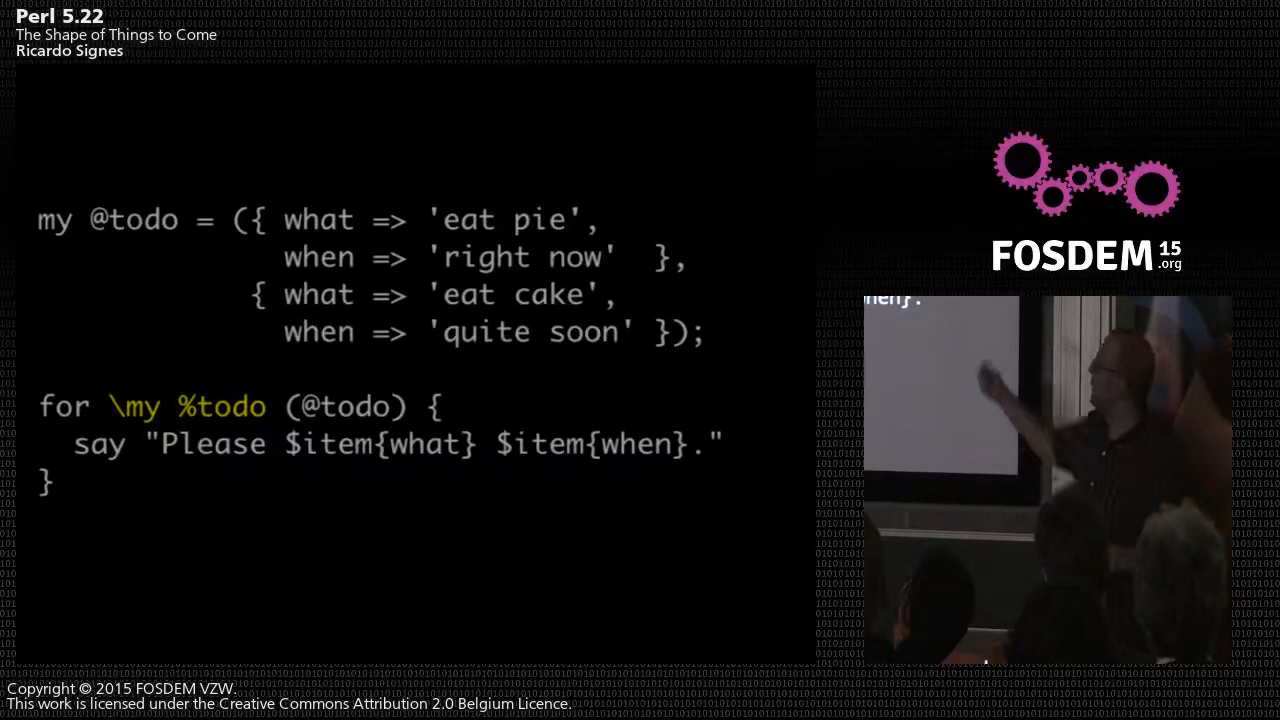 Perl 5.22
The Shape of Things to Come
Ricardo Signes
my @todo = ({ what => 'eat pie',
when => 'right now' },
{ what => 'eat cake',
when => 'quite soon' });
for \my %todo (@todo) {
say "Please $item{what} $item{when}."
}
FOSDEM 15
.org
hen}.
Copyright © 2015 FOSDEM VZW.
This work is licensed under the Creative Commons Attribution 2.0 Belgium Licence.